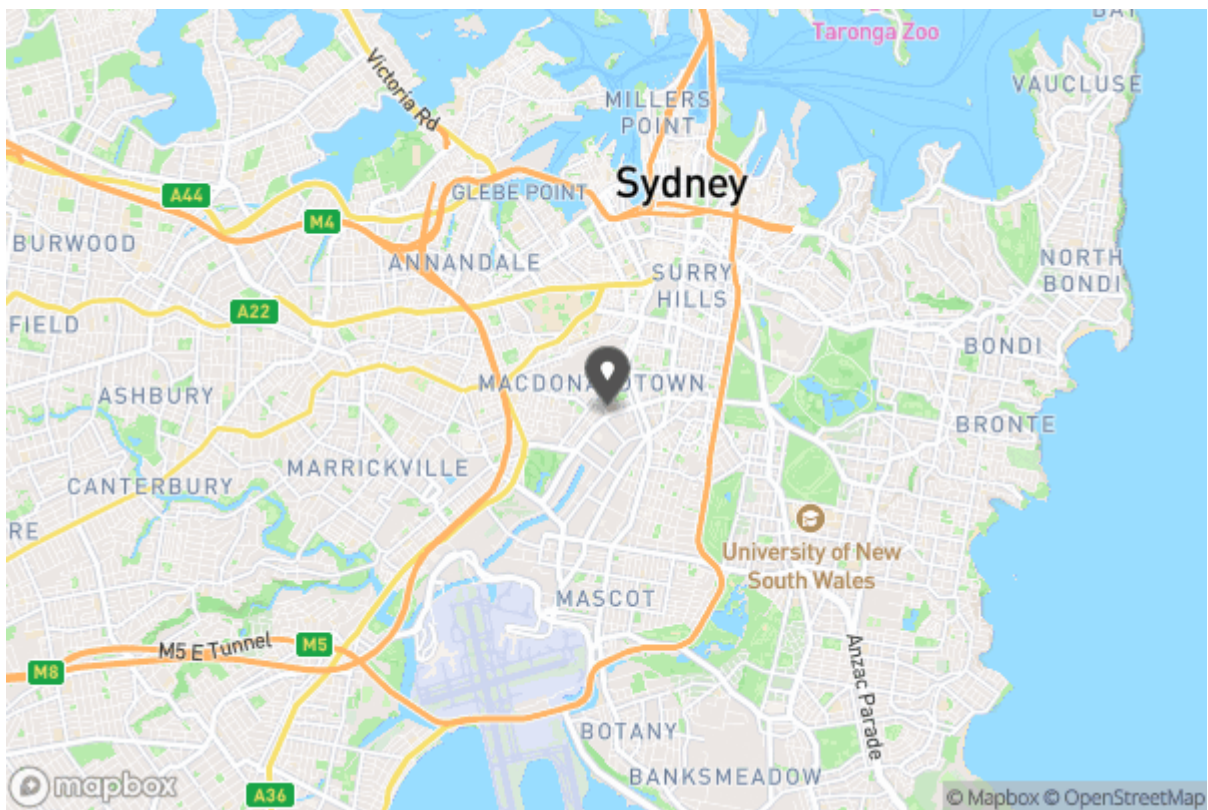 Taronga Zoo
BAY
VAUCLUSE
Victoria Rd
MILLERS
POINT
Sydney
A44
GLEBE POINT
M4
BURWOOD
ANNANDALE
SURRY
HILLS
NORTH
BONDI
A22
FIELD
BONDI
MACDONALDTOWN
ASHBURY
BRONTE
MARRICKVILLE
CANTERBURY
RE
University of New
South Wales
MASCOT
M5 E Tunnel
M5
M8
Anzac Parade
BOTANY
BANKSMEADOW
mapbox
A36
© Mapbox © OpenStreetMap